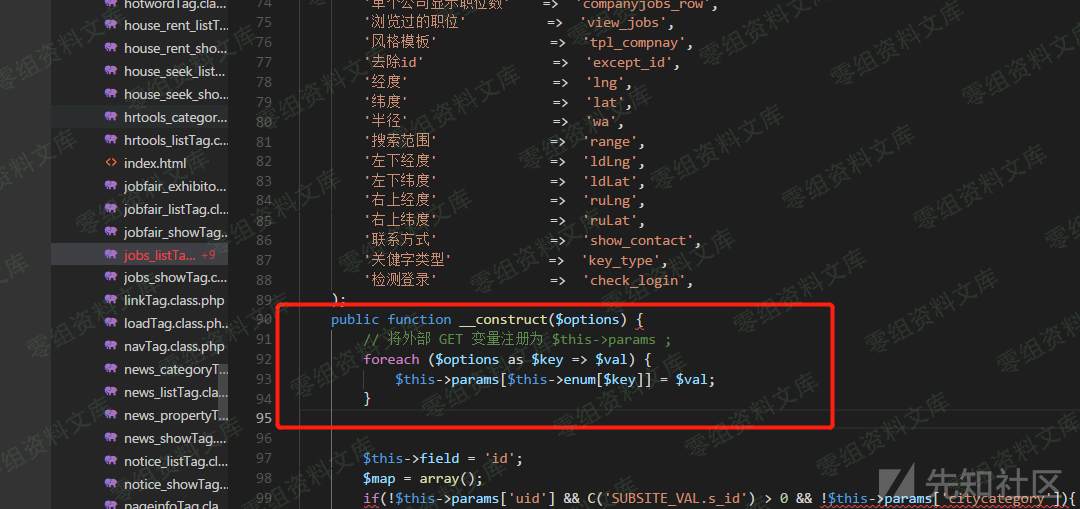 hotwordTag.clas...
house_rent_listT...
house_rent_sho...
house_seek_list...
house_seek_sho...
hrtools_categor...
hrtools_listTag.c...
index.html
jobfair_exhibito...
jobfair_listTag.cl...
jobfair_showTag...
jobs_listTa... +9
jobs_showTag.c...
linkTag.class.php
loadTag.class.ph...
navTag.class.php
news_categoryT...
news_listTag.cla...
news_propertyT...
news_showTag....
notice_listTag.cl...
notice_showTag...
pageinfoTag.cla...
74 '单个公司显示职位数' => 'companyjobs_row',
75 '浏览过的职位' => 'view_jobs',
76 '风格模板' => 'tpl_compnay',
77 '去除id' => 'except_id',
78 '经度' => 'lng',
79 '纬度' => 'lat',
80 '半径' => 'wa',
81 '搜索范围' => 'range',
82 '左下经度' => 'ldLng',
83 '左下纬度' => 'ldLat',
84 '右上经度' => 'ruLng',
85 '右上纬度' => 'ruLat',
86 '联系方式' => 'show_contact',
87 '关健字类型' => 'key_type',
88 '检测登录' => 'check_login',
89 );
90 public function __construct($options) {
91 // 将外部 GET 变量注册为 $this->params ;
92 foreach ($options as $key => $val) {
93 $this->params[$this->enum[$key]] = $val;
94 }
95
96
97 $this->field = 'id';
98 $map = array();
99 if(!$this->params['uid'] && C('SUBSITE_VAL.s_id') > 0 && !$this->params['citycategory']){
零组资料文库
先知社区